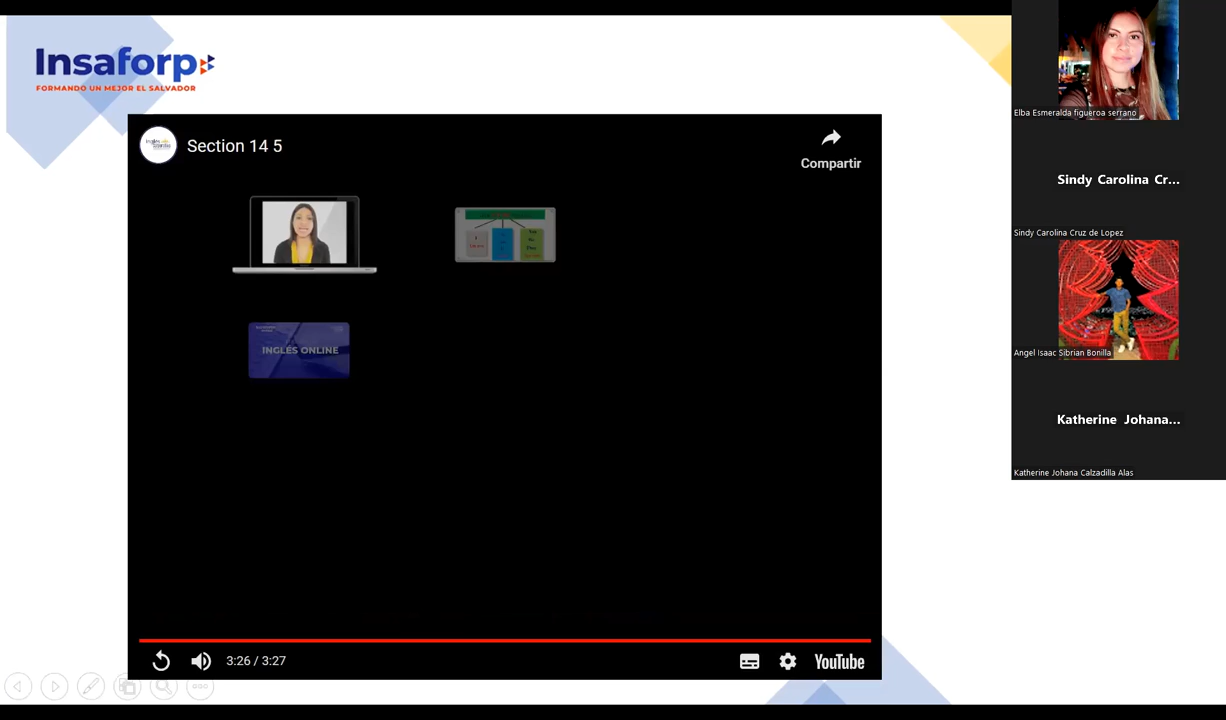 Insaforp
FORMANDO UN MEJOR EL SALVADOR
Section 14 5
Compartir
INGLÉS ONLINE
3:26 / 3:27
YouTube
Elba Esmeralda figueroa serrano
Sindy Carolina Cr...
Sindy Carolina Cruz de Lopez
Angel Isaac Sibrian Bonilla
Katherine Johana...
Katherine Johana Calzadilla Alas